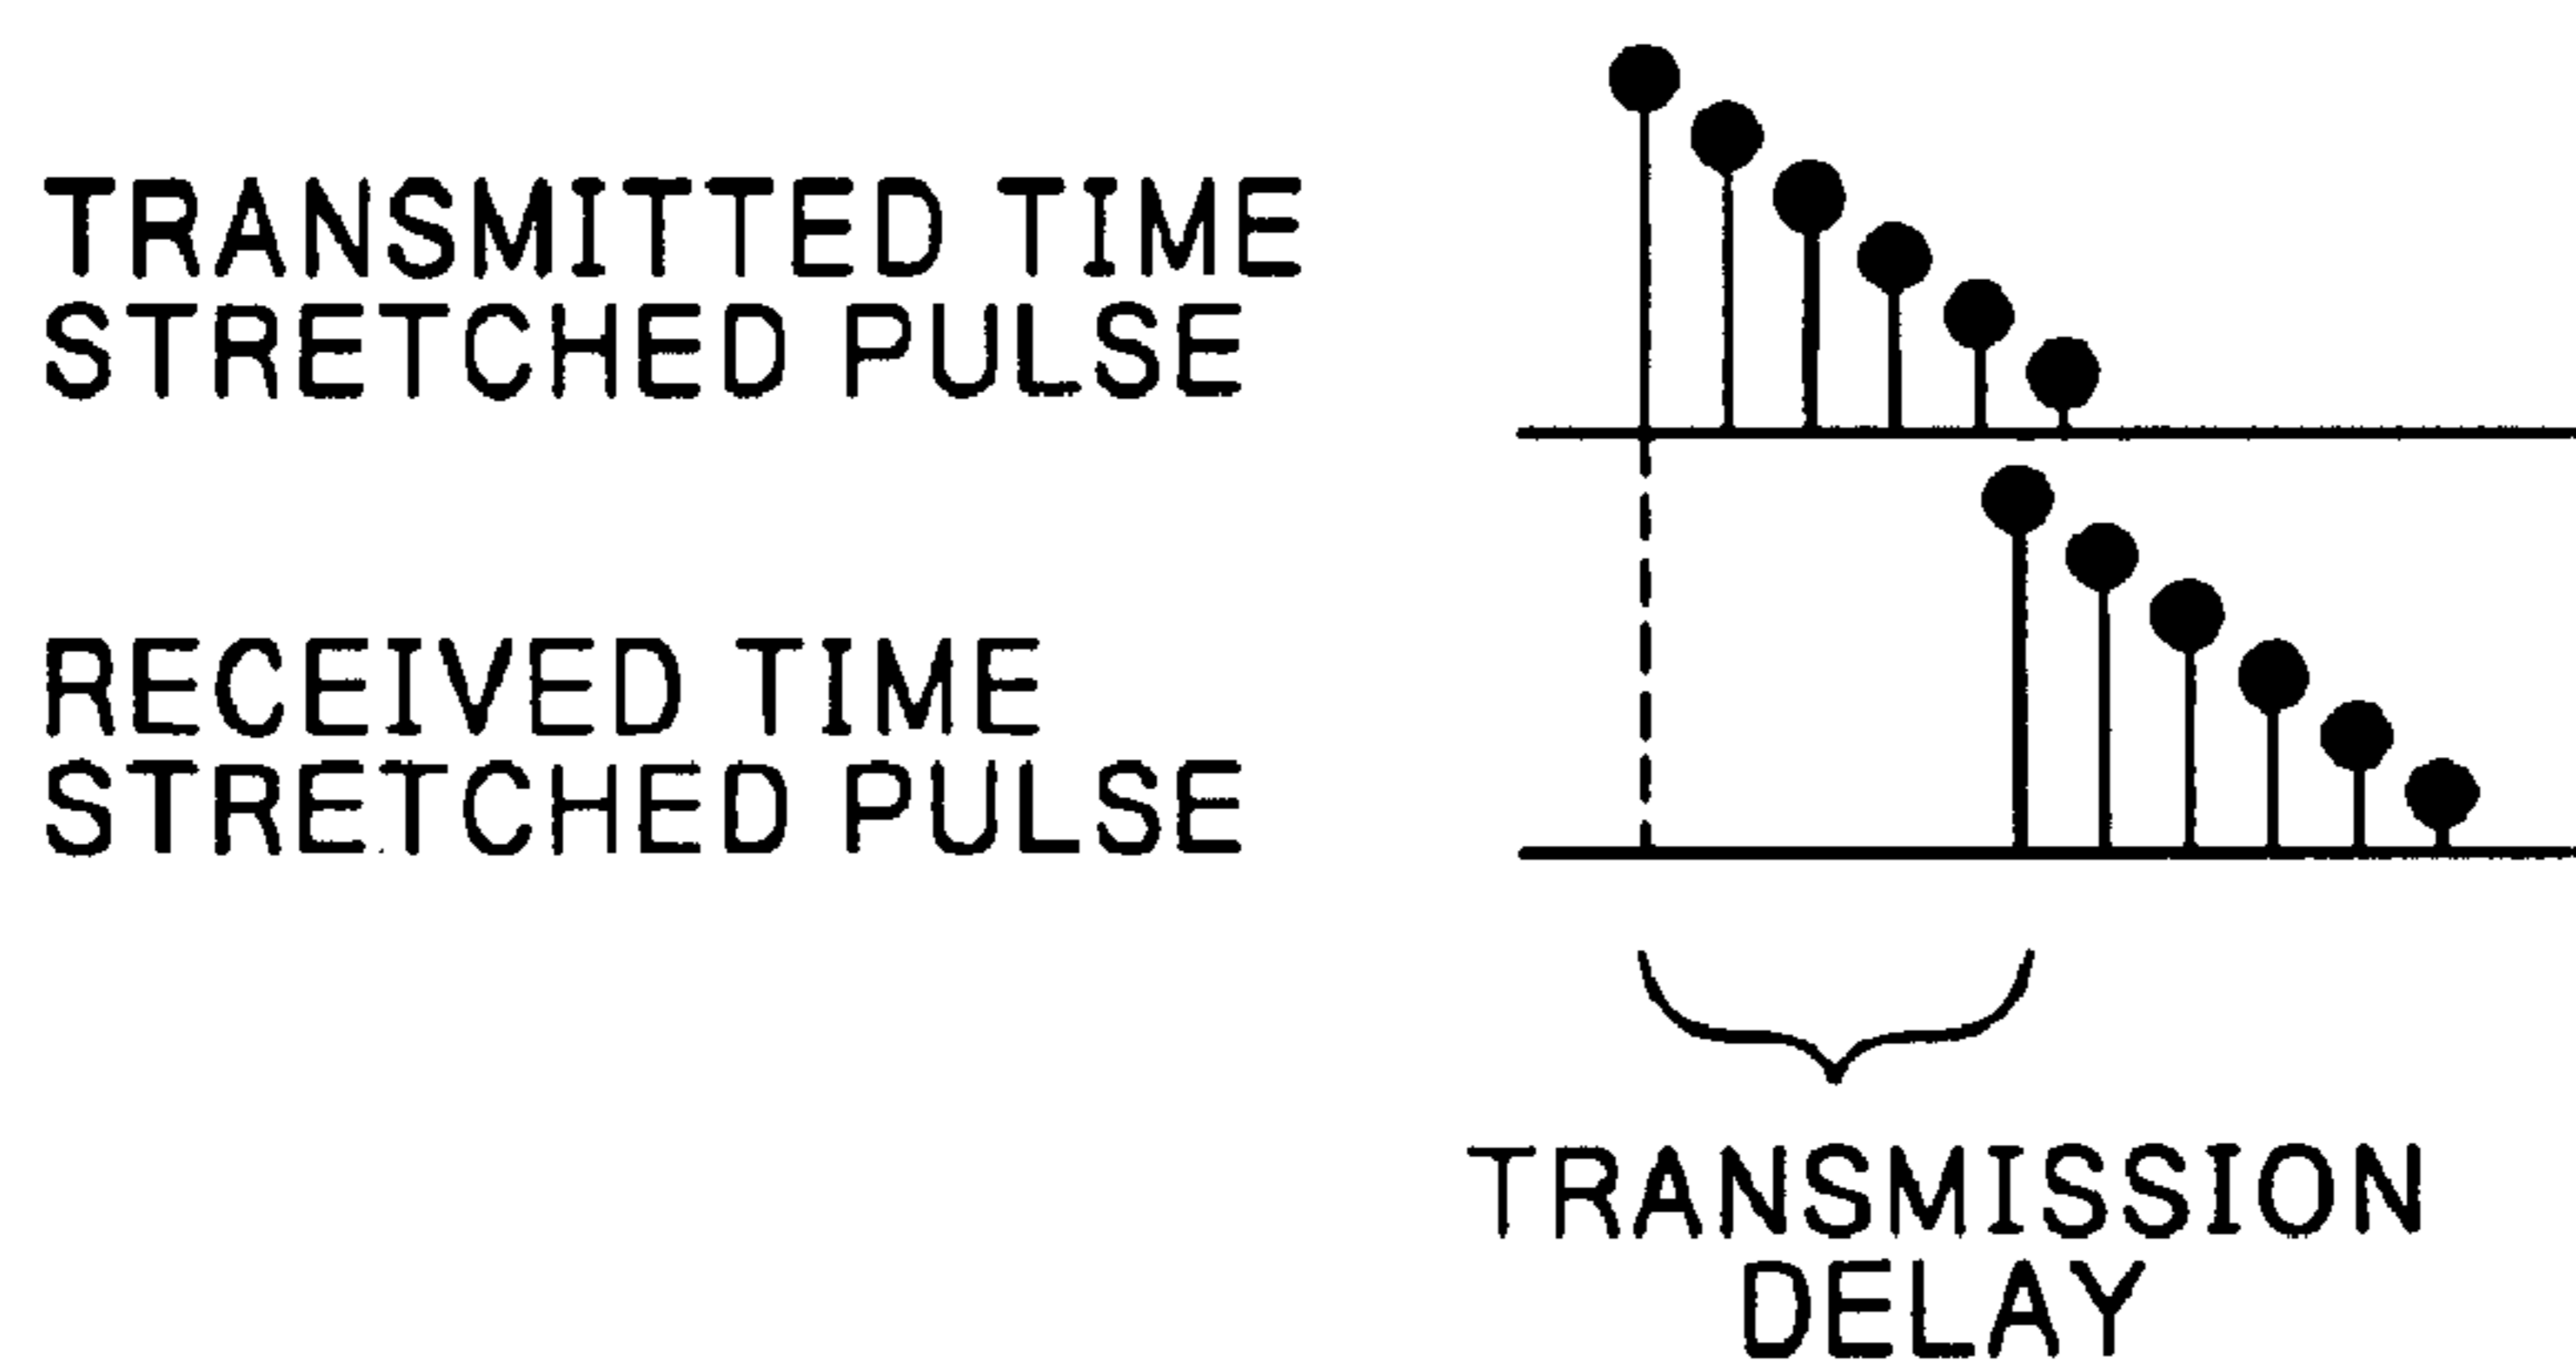 TRANSMITTED TIME
STRETCHED PULSE
RECEIVED TIME
STRETCHED PULSE
TRANSMISSION
DELAY